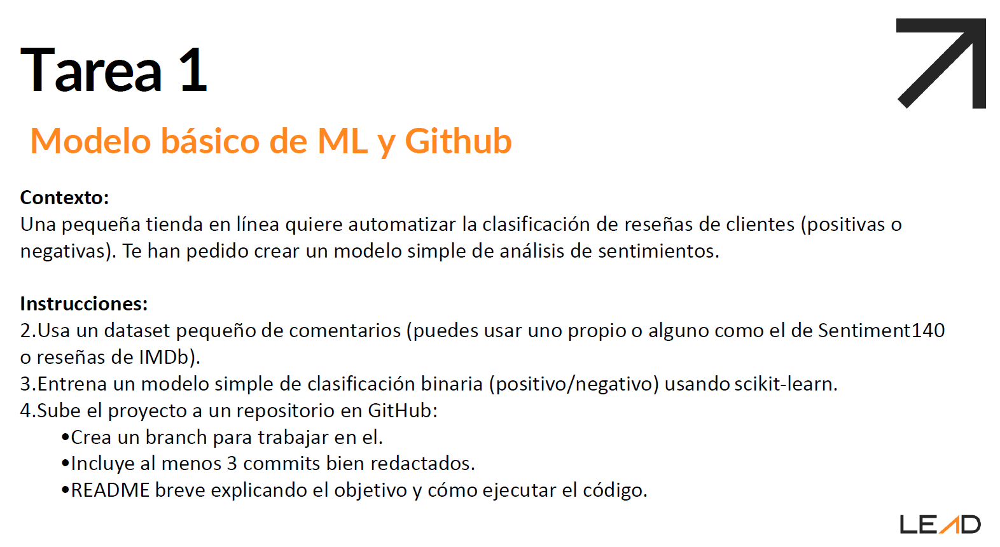 Tarea 1
Modelo básico de ML y Github
Contexto:
Una pequeña tienda en línea quiere automatizar la clasificación de reseñas de clientes (positivas o
negativas). Te han pedido crear un modelo simple de análisis de sentimientos.
Instrucciones:
2.Usa un dataset pequeño de comentarios (puedes usar uno propio o alguno como el de Sentiment140
o reseñas de IMDb).
3.Entrena un modelo simple de clasificación binaria (positivo/negativo) usando scikit-learn.
4.Sube el proyecto a un repositorio en GitHub:
•Crea un branch para trabajar en el.
•Incluye al menos 3 commits bien redactados.
•README breve explicando el objetivo y cómo ejecutar el código.
LEAD